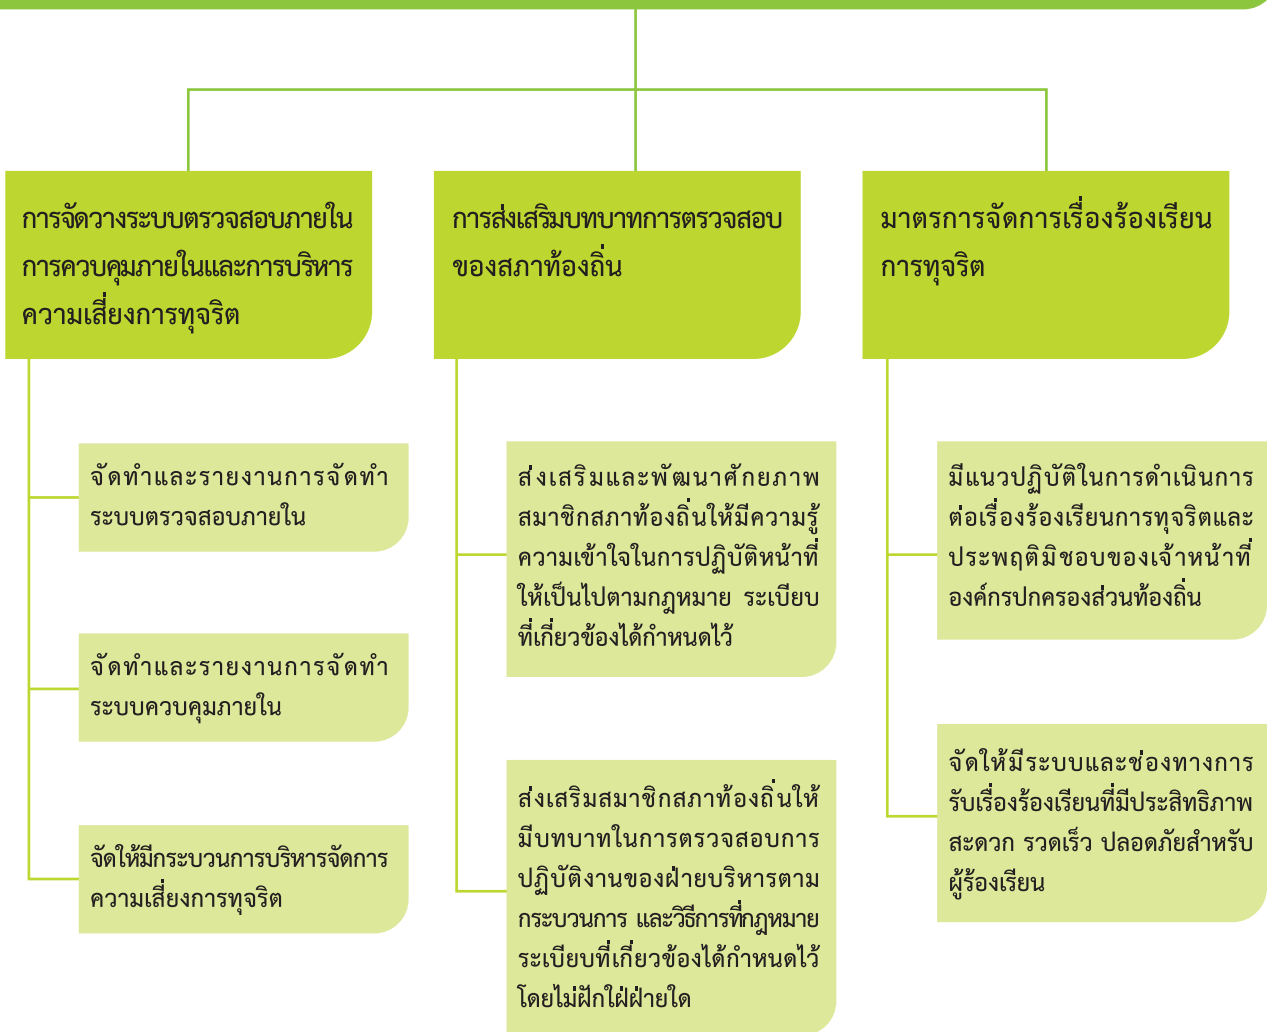 การจัดวางระบบตรวจสอบภายใน
การควบคุมภายในและการบริหาร
ความเสี่ยงการทุจริต
จัดทำและรายงานการจัดทำ
ระบบตรวจสอบภายใน
จัดทำและรายงานการจัดทำ
ระบบควบคุมภายใน
จัดให้มีกระบวนการบริหารจัดการ
ความเสี่ยงการทุจริต
การส่งเสริมบทบาทการตรวจสอบ
ของสภาท้องถิ่น
ส่งเสริมและพัฒนาศักยภาพ
สมาชิกสภาท้องถิ่นให้มีความรู้
ความเข้าใจในการปฏิบัติหน้าที่
ให้เป็นไปตามกฎหมาย ระเบียบ
ที่เกี่ยวข้องได้กำหนดไว้
ส่งเสริมสมาชิกสภาท้องถิ่นให้
มีบทบาทในการตรวจสอบการ
ปฏิบัติงานของฝ่ายบริหารตาม
กระบวนการ และวิธีการที่กฎหมาย
ระเบียบที่เกี่ยวข้องได้กำหนดไว้
โดยไม่ฝักใฝ่ฝ่ายใด
มาตรการจัดการเรื่องร้องเรียน
การทุจริต
มีแนวปฏิบัติในการดำเนินการ
ต่อเรื่องร้องเรียนการทุจริตและ
ประพฤติมิชอบของเจ้าหน้าที่
องค์กรปกครองส่วนท้องถิ่น
จัดให้มีระบบและช่องทางการ
รับเรื่องร้องเรียนที่มีประสิทธิภาพ
สะดวก รวดเร็ว ปลอดภัยสำหรับ
ผู้ร้องเรียน